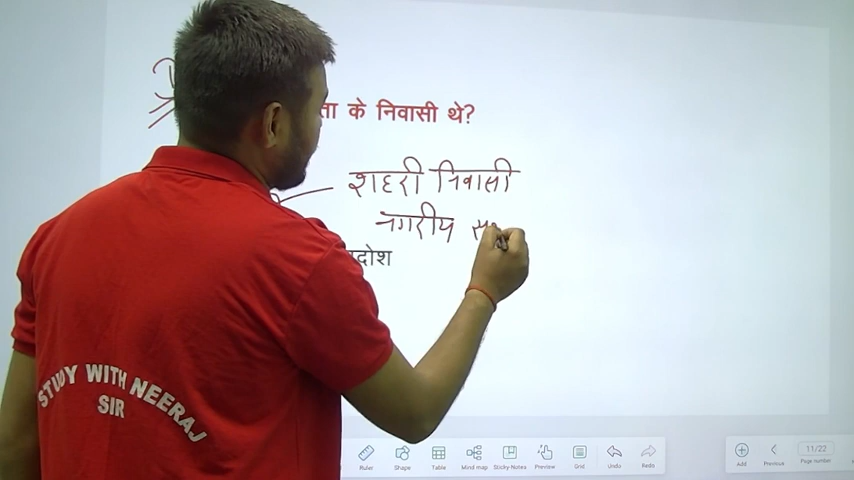 के निवासी थे?
शहरी निवासी
नगरीय
STUDY WITH NEERAJ
SIR
Ruler
Shape
Table
Mind map
Sticky-Notes
Preview
Grid
Undo
Redo
Add
Previous
11/22
Page number